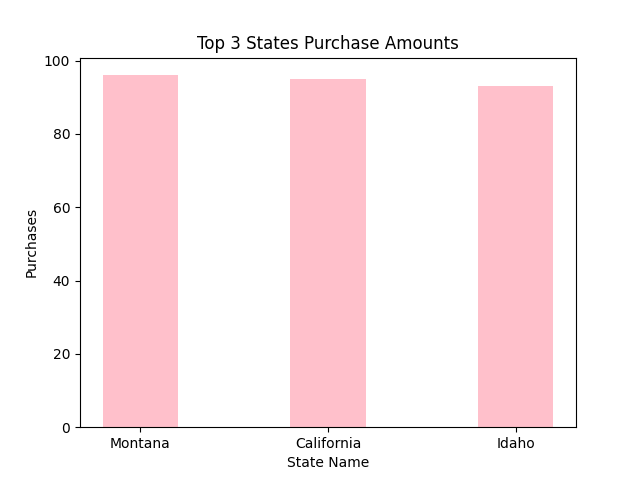 Top 3 States Purchase Amounts
100
80
60
40
20
0
Purchases
Montana California Idaho
State Name